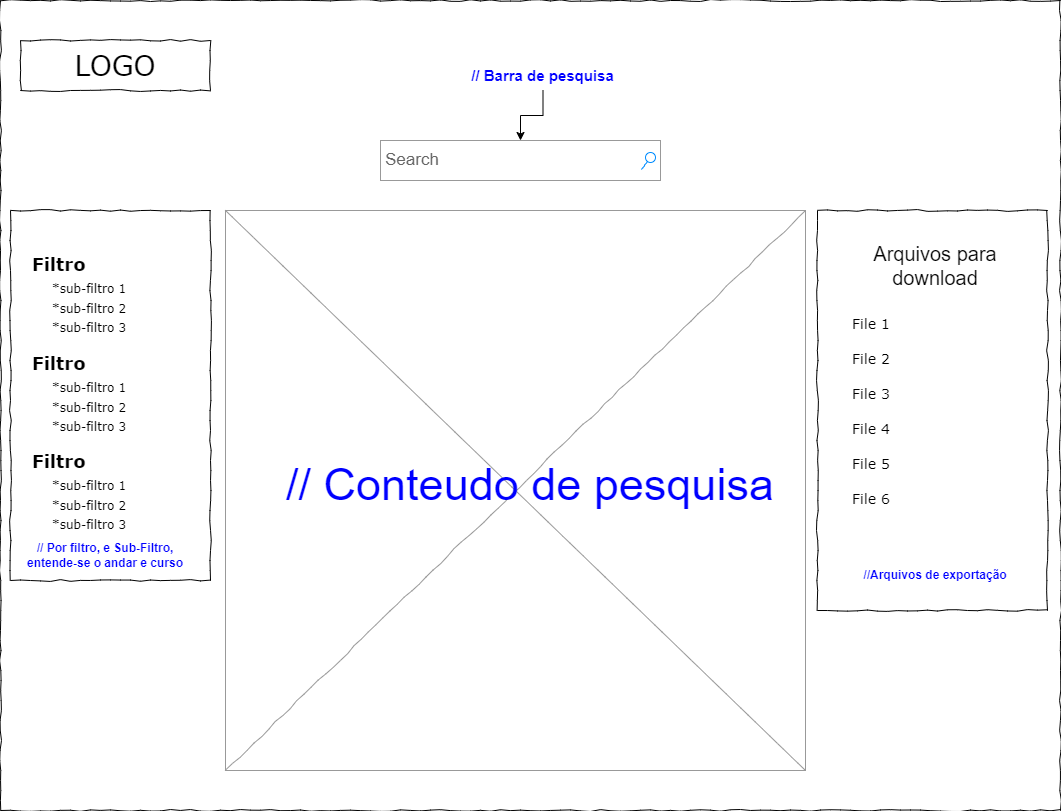 LOGO
// Barra de pesquisa
Search
Filtro
*sub-filtro 1
*sub-filtro 2
*sub-filtro 3
Filtro
*sub-filtro 1
*sub-filtro 2
*sub-filtro 3
Filtro
*sub-filtro 1
*sub-filtro 2
*sub-filtro 3
// Por filtro, e Sub-Filtro,
entende-se o andar e curso
// Conteudo de pesquisa
Arquivos para
download
File 1
File 2
File 3
File 4
File 5
File 6
//Arquivos de exportação